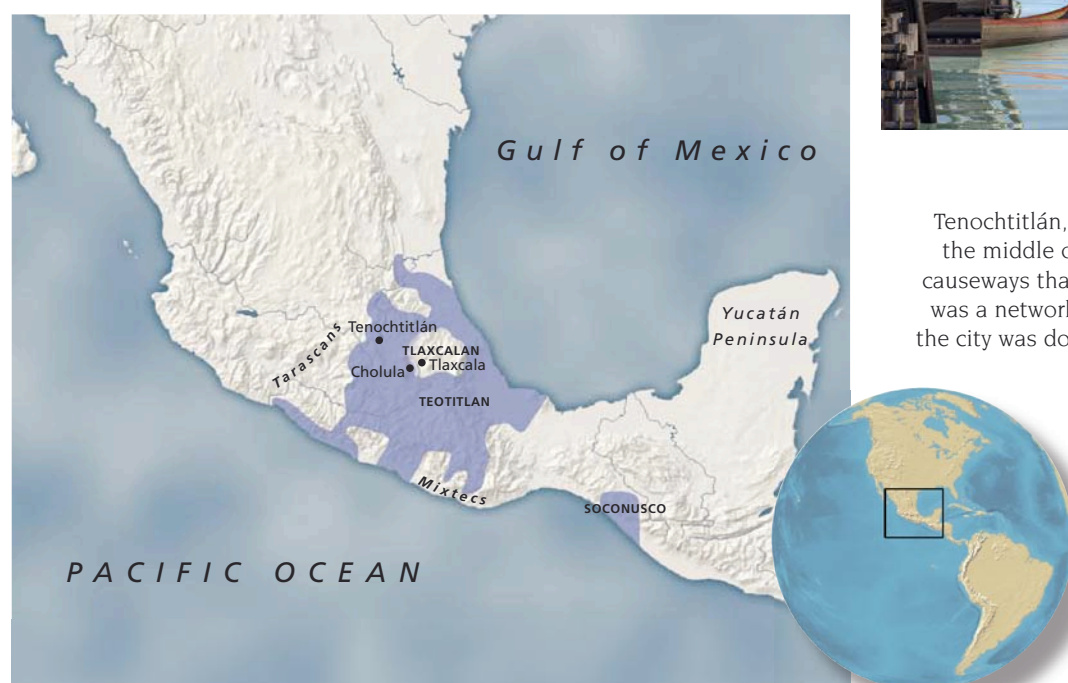 Gulf of Mexico
Tenochtitlán,
the middle o
causeways tha
was a network
the city was do
Yucatán
Peninsula
Tarascans
Tenochtitlán
TLAXCALAN
Tlaxcala
Cholula
TEOTITLAN
Mixtecs
SOCONUSCO
PACIFIC OCEAN